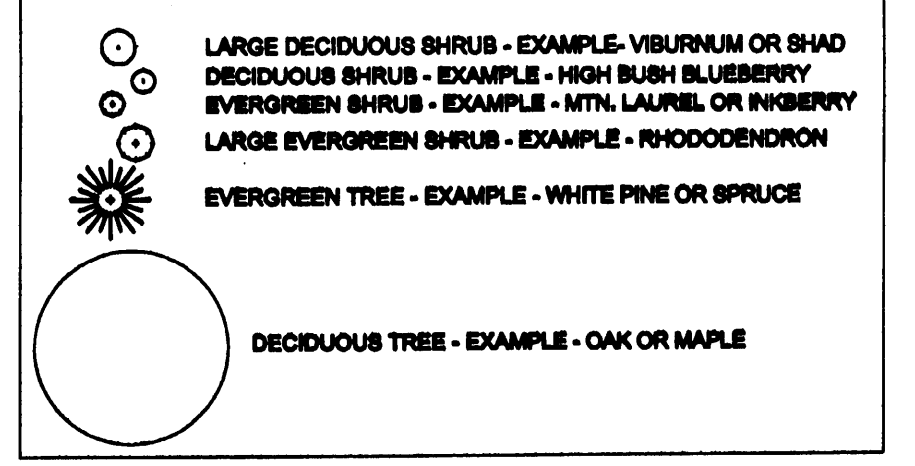 LARGE DECIDUOUS SHRUB - EXAMPLE- VIBURNUM OR SHAD
DECIDUOUS SHRUB - EXAMPLE - HIGH BUSH BLUEBERRY
EVERGREEN SHRUB - EXAMPLE - MTN. LAUREL OR INKBERRY
LARGE EVERGREEN SHRUB - EXAMPLE - RHODODENDRON
EVERGREEN TREE - EXAMPLE - WHITE PINE OR SPRUCE
DECIDUOUS TREE - EXAMPLE - OAK OR MAPLE